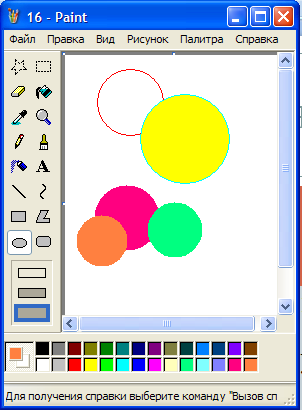 16 - Paint
Файл Правка Вид Рисунок Палитра Справка
A
Для получения справки выберите команду "Вызов сп